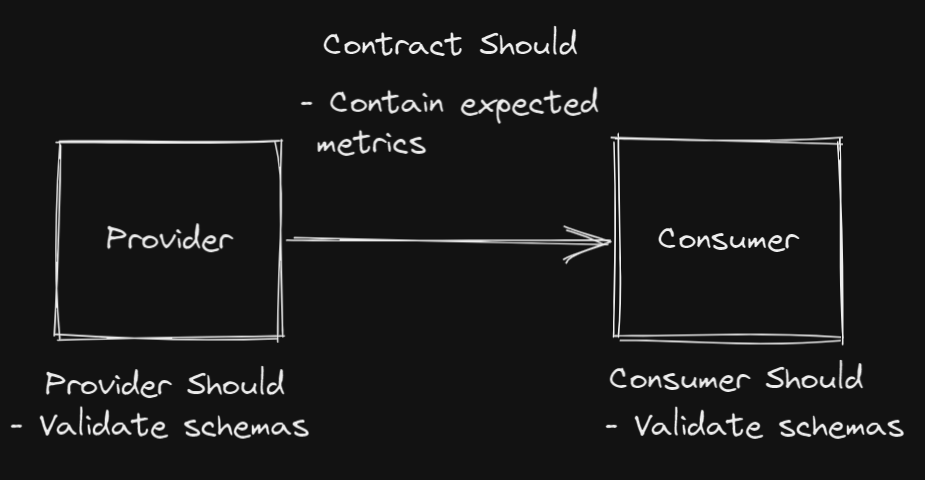 Contract Should
- Contain expected
metrics
Provider
Consumer
Provider Should
- Validate schemas
Consumer Should
- Validate schemas